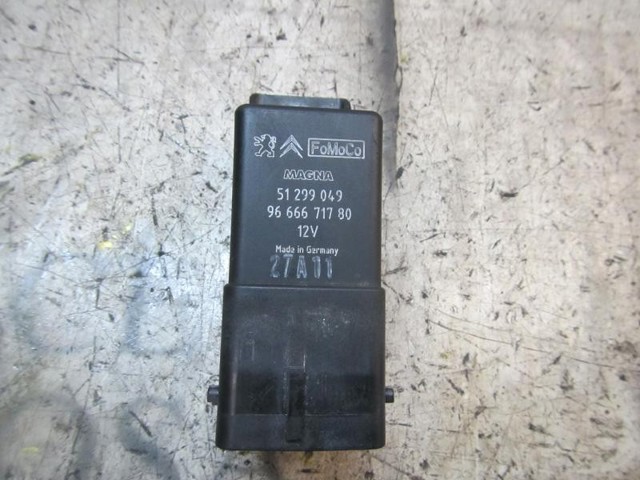 FoMoCo
MAGNA
51 299 049
96 666 717 80
12V
Made in Germany
27A11